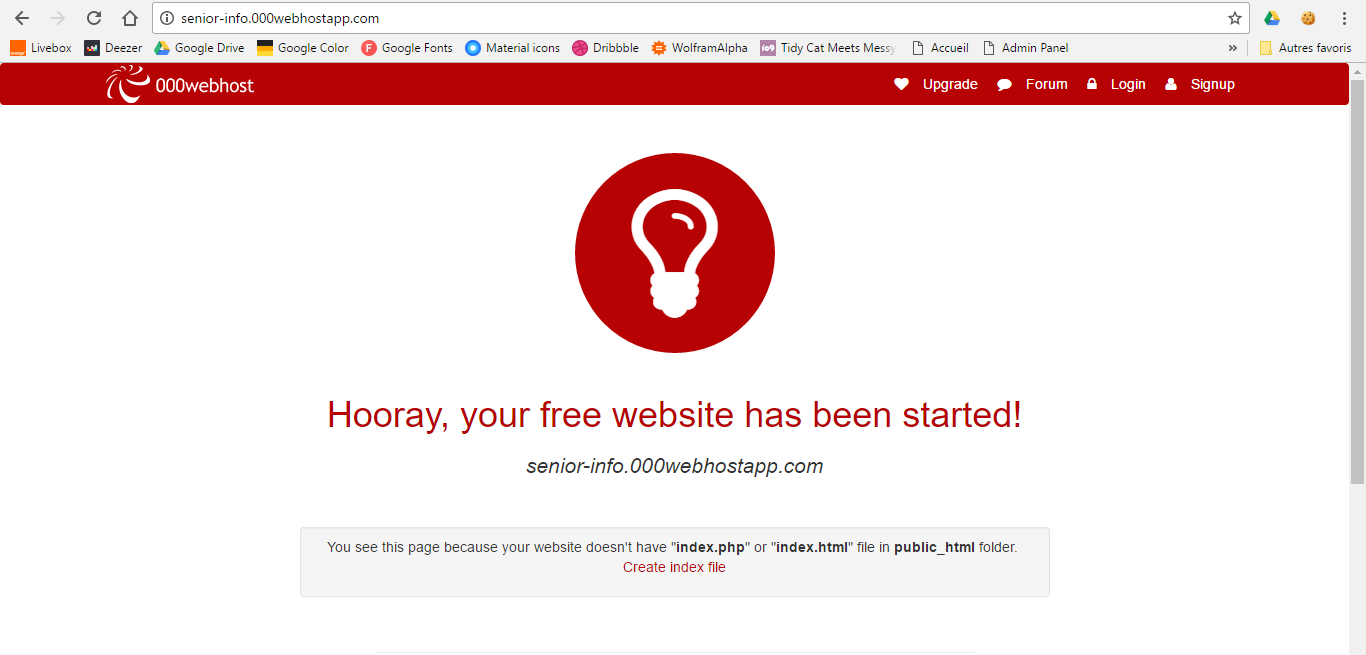 senior-info.000webhostapp.com
Livebox Deezer Google Drive Google Color Google Fonts Material icons Dribbble WolframAlpha Tidy Cat Meets Messy Accueil Admin Panel » Autres favoris
000webhost Upgrade Forum Login Signup
Hooray, your free website has been started!
senior-info.000webhostapp.com
You see this page because your website doesn't have "index.php" or "index.html" file in public_html folder.
Create index file